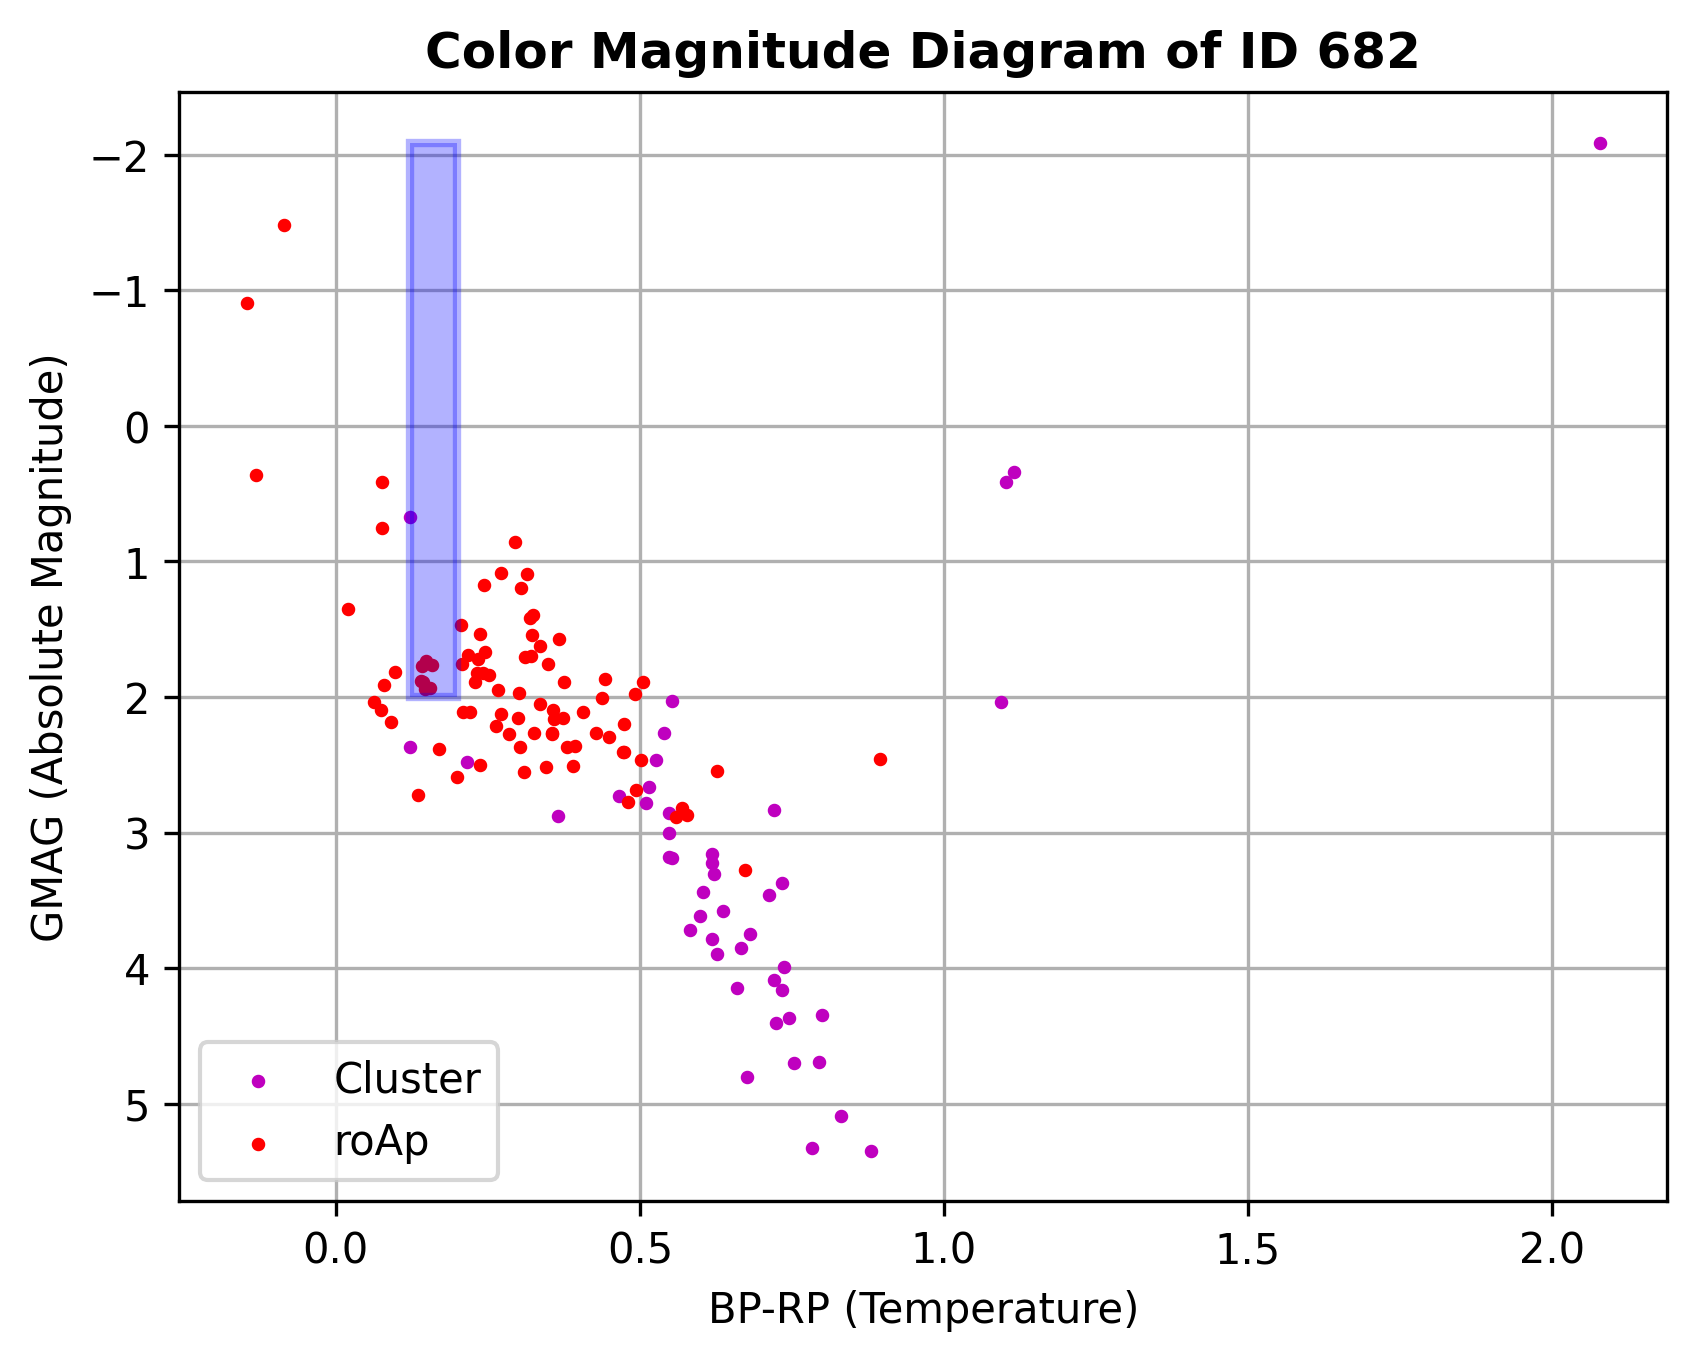 Color Magnitude Diagram of ID 682
GMAG (Absolute Magnitude)
−2
−1
0
1
2
3
4
5
Cluster
roAp
0.0 0.5 1.0 1.5 2.0
BP-RP (Temperature)